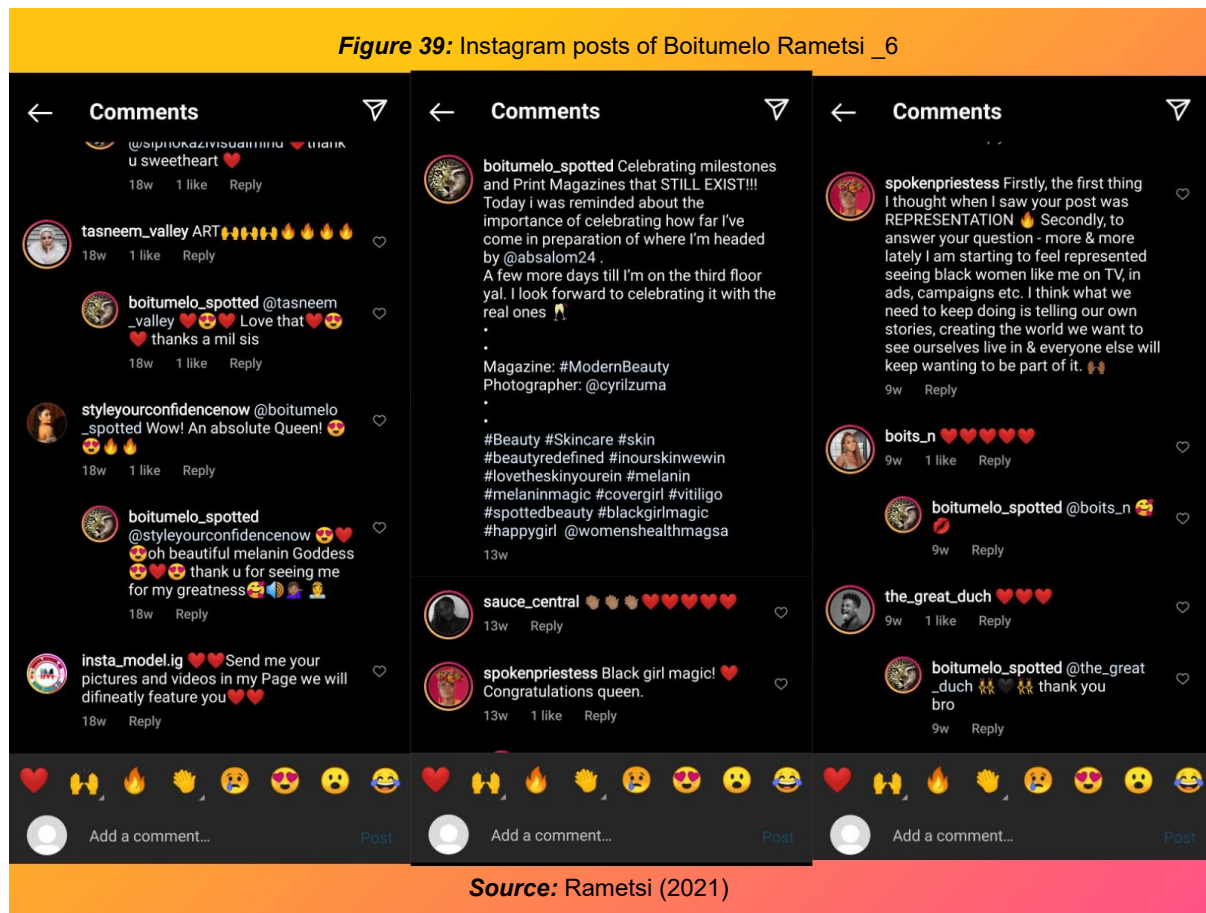 Figure 39: Instagram posts of Boitumelo Rametsi _6
Comments
@siphokazivisualmind ❤️thank
u sweetheart ❤️
18w 1 like Reply
tasneem_valley ART🙌🙌🙌🔥🔥🔥🔥
18w 1 like Reply
boitumelo_spotted @tasneem
_valley ❤️😍❤️ Love that❤️😍
❤️ thanks a mil sis
18w 1 like Reply
styleyourconfidencenow @boitumelo
_spotted Wow! An absolute Queen! 😍
😍🔥🔥
18w 1 like Reply
boitumelo_spotted
@styleyourconfidencenow 😍❤️
😍oh beautiful melanin Goddess
😍❤️😍 thank u for seeing me
for my greatness🥰🔊💁🏾‍♀️👸
18w Reply
insta_model.ig ❤️❤️Send me your
pictures and videos in my Page we will
difineatly feature you❤️❤️
18w Reply
Add a comment...
Post
Comments
boitumelo_spotted Celebrating milestones
and Print Magazines that STILL EXIST!!!
Today i was reminded about the
importance of celebrating how far I've
come in preparation of where I'm headed
by @absalom24 .
A few more days till I'm on the third floor
yal. I look forward to celebrating it with the
real ones 🥂
•
•
Magazine: #ModernBeauty
Photographer: @cyrilzuma
•
•
#Beauty #Skincare #skin
#beautyredefined #inourskinwewin
#lovetheskinyourein #melanin
#melaninmagic #covergirl #vitiligo
#spottedbeauty #blackgirlmagic
#happygirl @womenshealthmagsa
13w
sauce_central 👏🏽👏🏽👏🏽❤️❤️❤️❤️❤️
13w Reply
spokenpriestess Black girl magic! ❤️
Congratulations queen.
13w 1 like Reply
Add a comment...
Post
Comments
spokenpriestess Firstly, the first thing
I thought when I saw your post was
REPRESENTATION 🔥 Secondly, to
answer your question - more & more
lately I am starting to feel represented
seeing black women like me on TV, in
ads, campaigns etc. I think what we
need to keep doing is telling our own
stories, creating the world we want to
see ourselves live in & everyone else will
keep wanting to be part of it. 🙌🏾
9w Reply
boits_n ❤️❤️❤️❤️❤️
9w 1 like Reply
boitumelo_spotted @boits_n 🥰
💋
9w Reply
the_great_duch ❤️❤️❤️
9w 1 like Reply
boitumelo_spotted @the_great
_duch 👯🖤👯 thank you
bro
9w Reply
Add a comment...
Post
Source: Rametsi (2021)